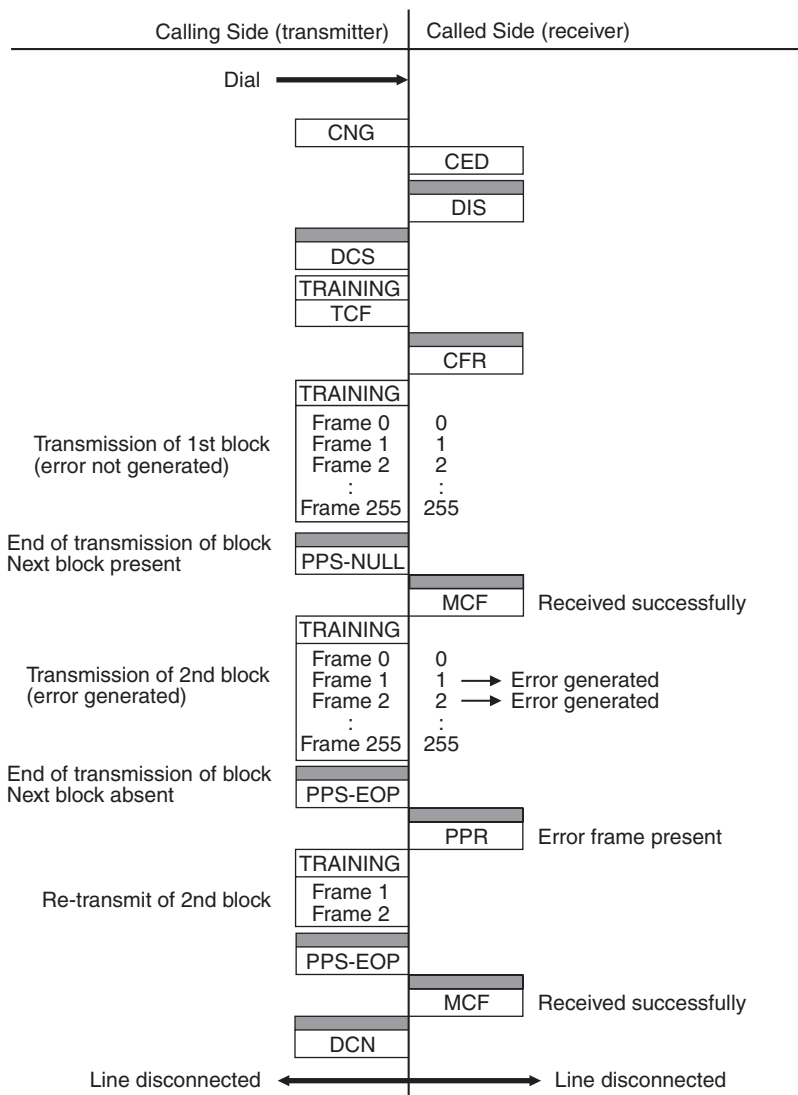 Calling Side (transmitter) Called Side (receiver)
Dial
CNG
CED
DIS
DCS
TRAINING
TCF
CFR
TRAINING
Frame 0 0
Transmission of 1st block Frame 1 1
(error not generated) Frame 2 2
: :
Frame 255 255
End of transmission of block
Next block present PPS-NULL
MCF Received successfully
TRAINING
Frame 0 0
Transmission of 2nd block Frame 1 1 Error generated
(error generated) Frame 2 2 Error generated
: :
Frame 255 255
End of transmission of block
Next block absent PPS-EOP
PPR Error frame present
TRAINING
Re-transmit of 2nd block Frame 1
Frame 2
PPS-EOP
MCF Received successfully
DCN
Line disconnected Line disconnected